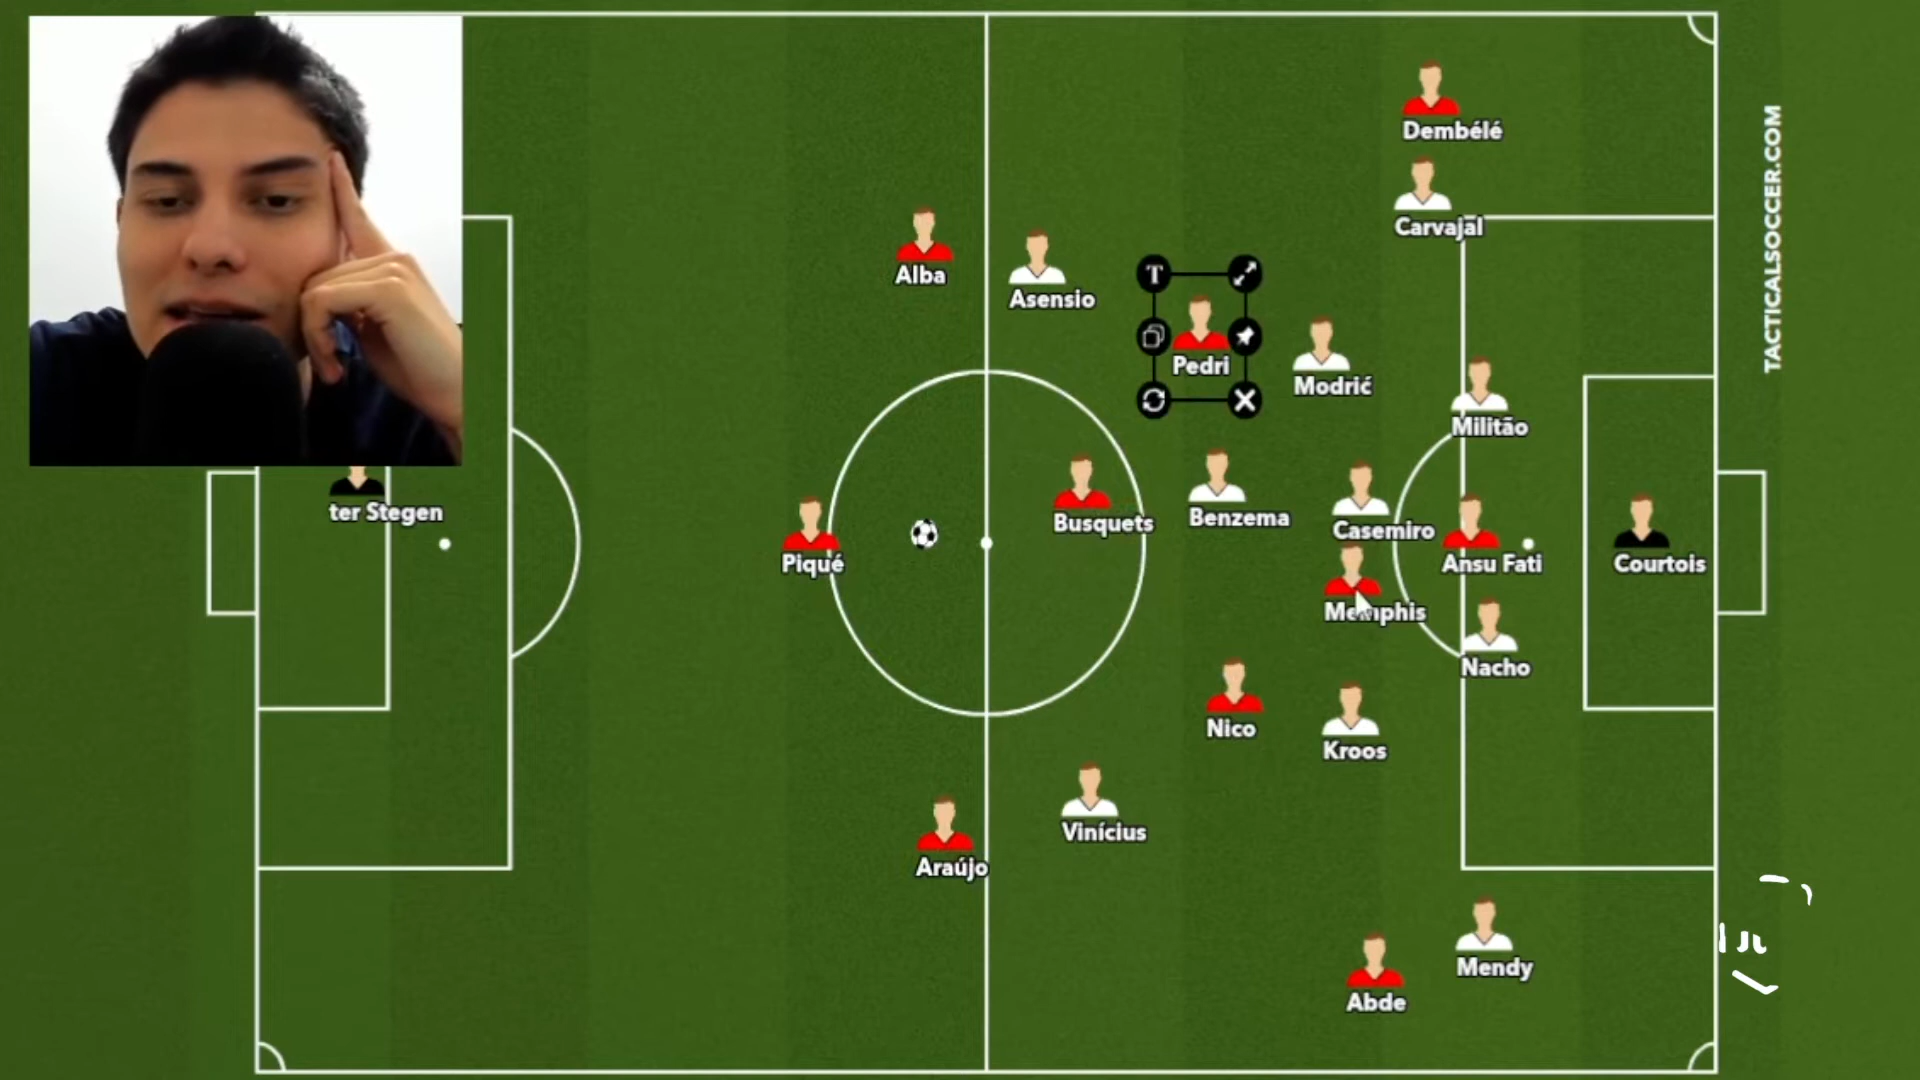 Dembélé
Carvajal
Alba
Asensio
T
Pedri
Modrić
Militão
ter Stegen
Piqué
Busquets
Benzema
Casemiro
Ansu Fati
Courtois
Memphis
Nacho
Nico
Kroos
Vinícius
Araújo
Mendy
Abde
TACTICALSOCCER.COM